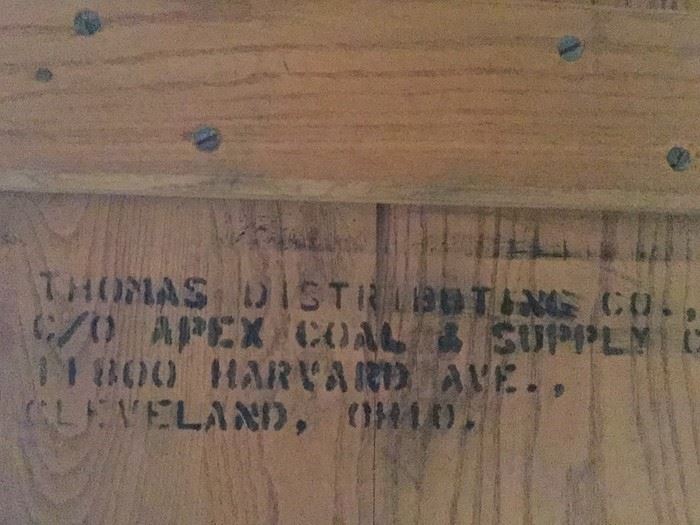 THOMAS DISTRIBUTING CO.,
C/O APEX COAL & SUPPLY C
11800 HARVARD AVE.,
CLEVELAND, OHIO.